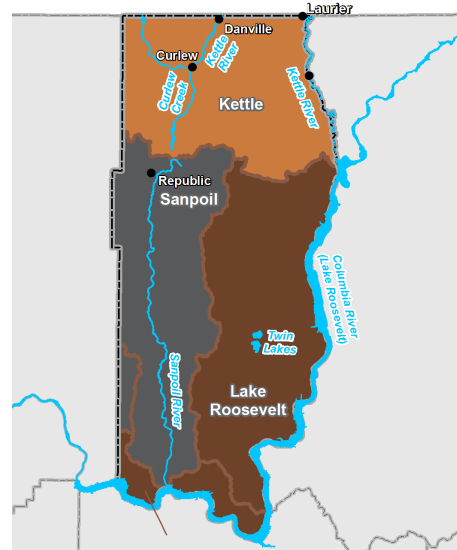 Laurier
Danville
Curlew
Kettle
River
Curlew
Creek
Kettle River
Kettle
Republic
Sanpoil
Columbia River
(Lake Roosevelt)
Twin
Lakes
Sanpoil River
Lake
Roosevelt